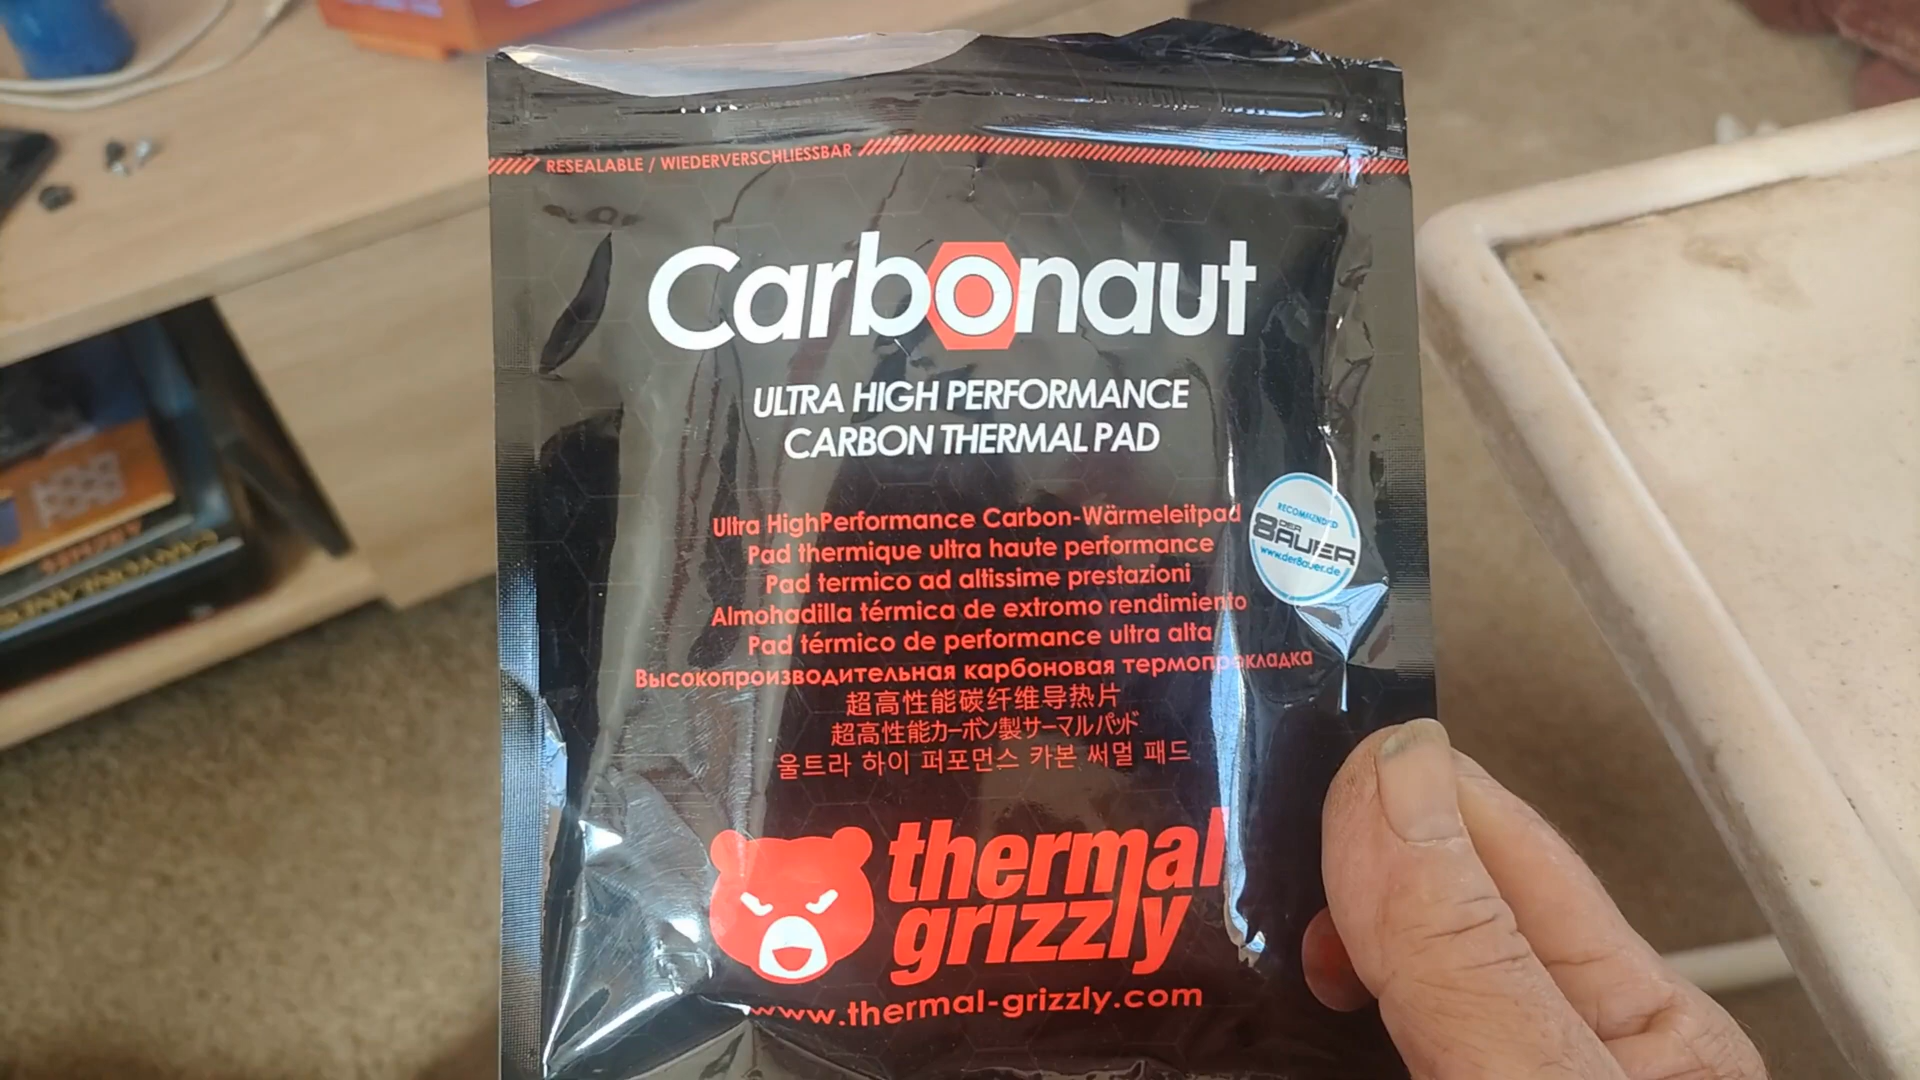 RESEALABLE / WIEDERVERSCHLIESSBAR
Carbonaut
ULTRA HIGH PERFORMANCE
CARBON THERMAL PAD
Ultra HighPerformance Carbon-Wärmeleitpad
Pad thermique ultra haute performance
Pad termico ad altissime prestazioni
Almohadilla térmica de extromo rendimiento
Pad térmico de performance ultra alta
Высокопроизводительная карбоновая термопрокладка
超高性能碳纤维导热片
超高性能カーボン製サーマルパッド
울트라 하이 퍼포먼스 카본 써멀 패드
RECOMMENDED
DER
8AUER
www.der8auer.de
thermal
grizzly
www.thermal-grizzly.com